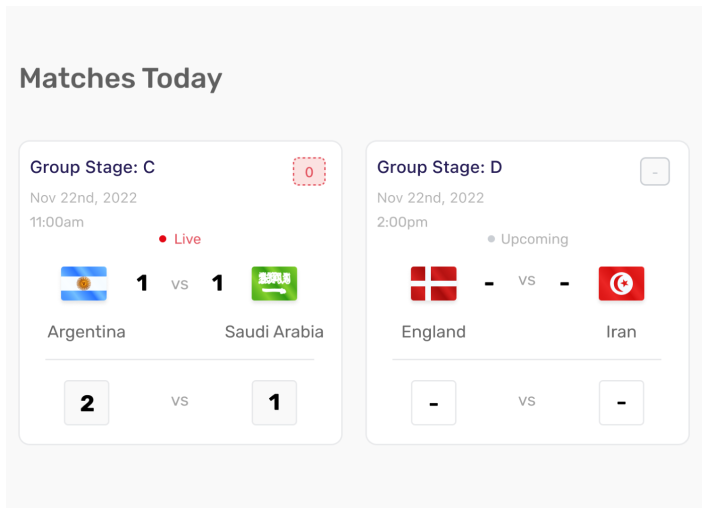 Matches Today
Group Stage: C
0
Nov 22nd, 2022
11:00am
Live
1 vs 1
Argentina Saudi Arabia
2 vs 1
Group Stage: D
-
Nov 22nd, 2022
2:00pm
Upcoming
- vs -
England Iran
- vs -